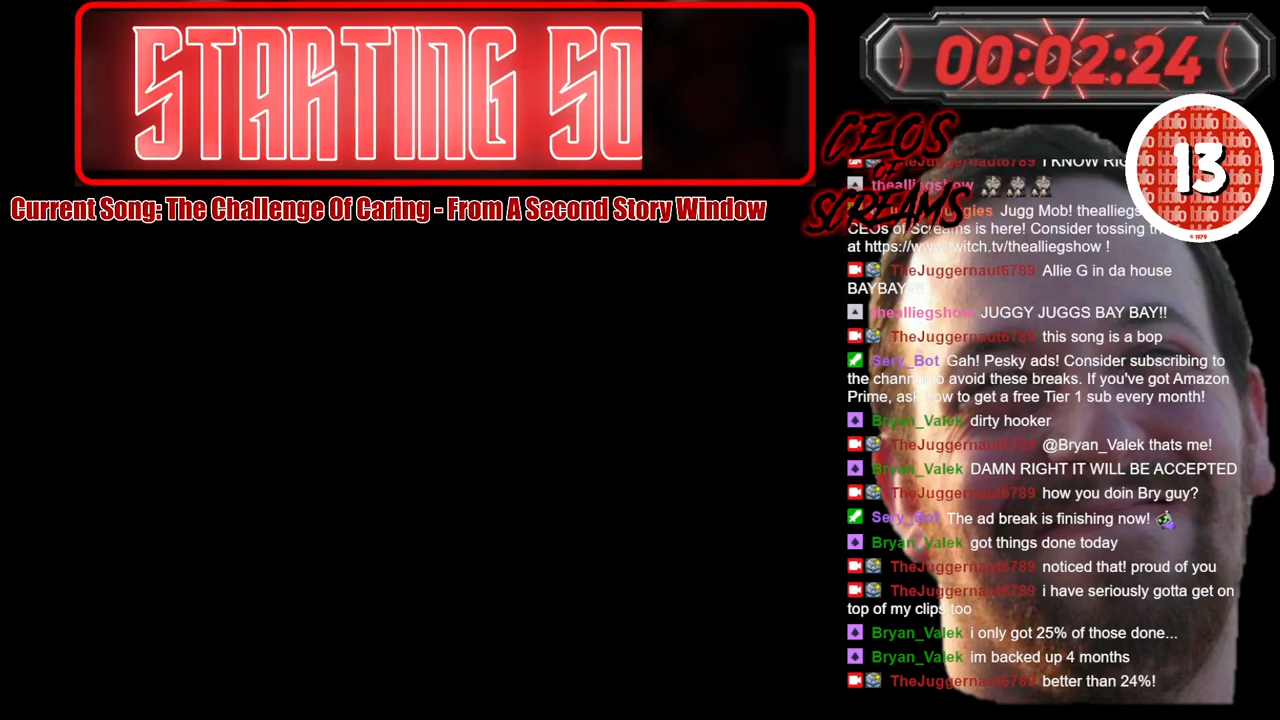 STARTING SO
00:02:24
Current Song: The Challenge Of Caring - From A Second Story Window
CEOS
OF
SCREAMS
13
© 1979
TheJuggernaut6789 I KNOW
thealliegshow
Jugg Mob!
CEOs of Screams is here! Consider tossing
at https://www.twitch.tv/thealliegshow !
TheJuggernaut6789 Allie G in da house
BAYBAY
thealliegshow JUGGY JUGGS BAY BAY!!
TheJuggernaut6789 this song is a bop
Sery_Bot Gah! Pesky ads! Consider subscribing to
the channel to avoid these breaks. If you've got Amazon
Prime, ask how to get a free Tier 1 sub every month!
Bryan_Valek dirty hooker
TheJuggernaut6789 @Bryan_Valek thats me!
Bryan_Valek DAMN RIGHT IT WILL BE ACCEPTED
TheJuggernaut6789 how you doin Bry guy?
Sery_Bot The ad break is finishing now!
Bryan_Valek got things done today
TheJuggernaut6789 noticed that! proud of you
TheJuggernaut6789 i have seriously gotta get on
top of my clips too
Bryan_Valek i only got 25% of those done...
Bryan_Valek im backed up 4 months
TheJuggernaut6789 better than 24%!